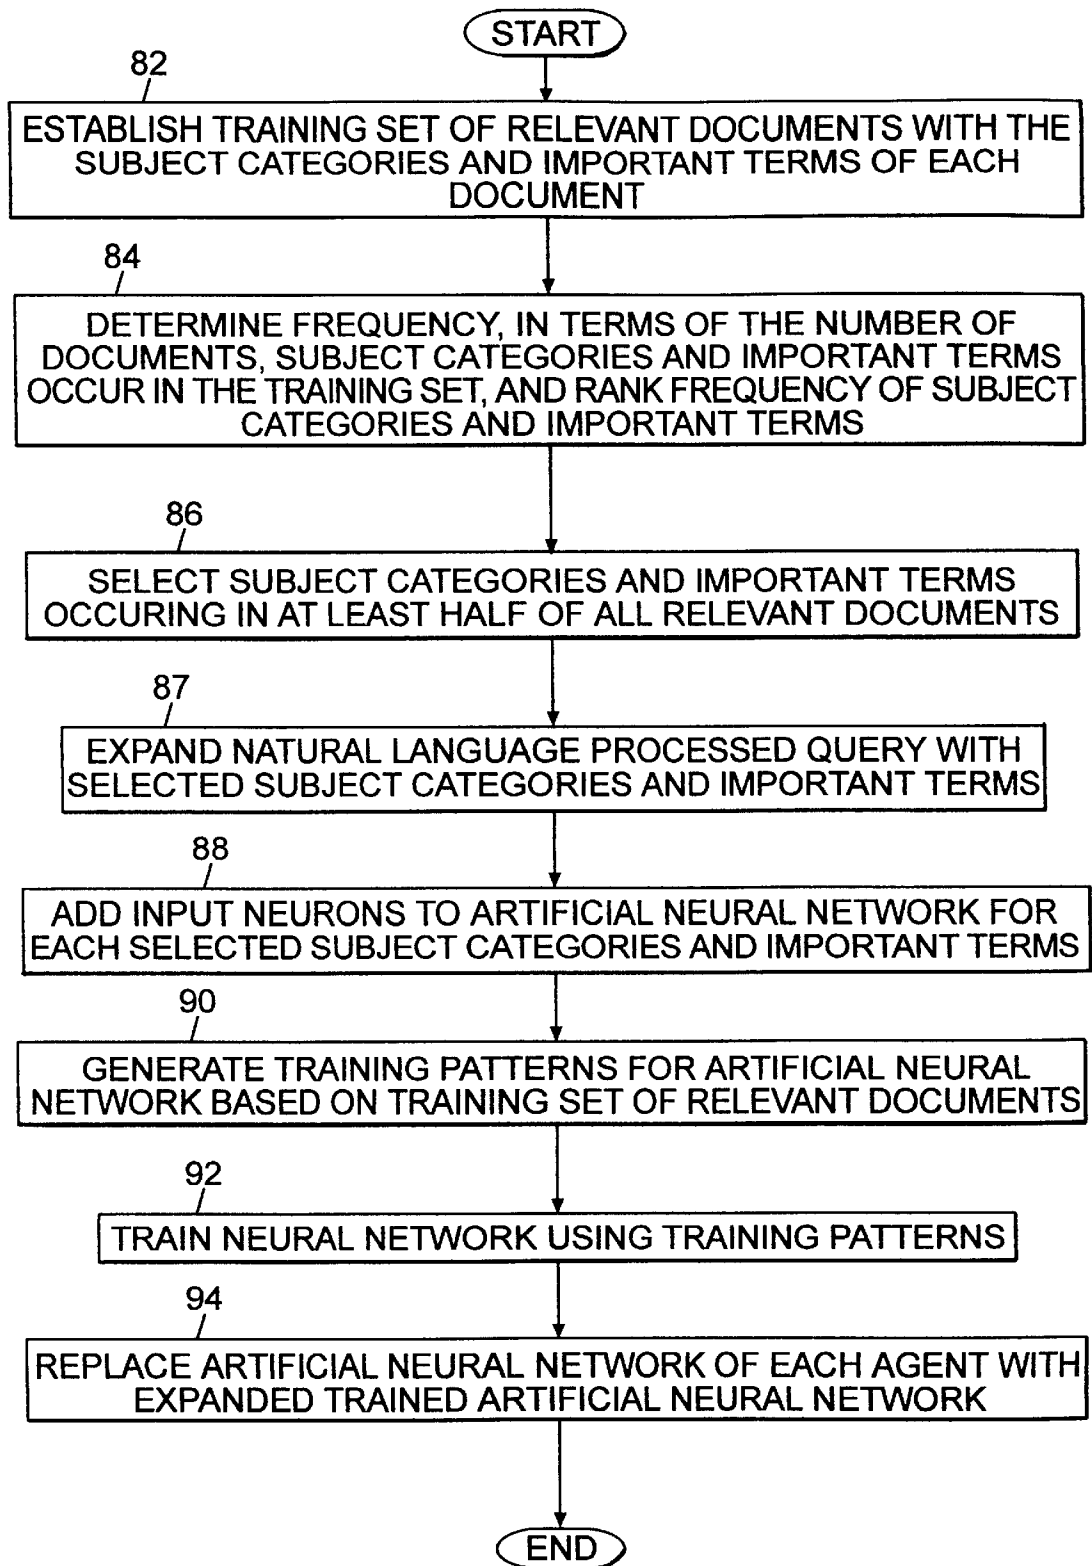 START
82
ESTABLISH TRAINING SET OF RELEVANT DOCUMENTS WITH THE
SUBJECT CATEGORIES AND IMPORTANT TERMS OF EACH
DOCUMENT
84
DETERMINE FREQUENCY, IN TERMS OF THE NUMBER OF
DOCUMENTS, SUBJECT CATEGORIES AND IMPORTANT TERMS
OCCUR IN THE TRAINING SET, AND RANK FREQUENCY OF SUBJECT
CATEGORIES AND IMPORTANT TERMS
86
SELECT SUBJECT CATEGORIES AND IMPORTANT TERMS
OCCURING IN AT LEAST HALF OF ALL RELEVANT DOCUMENTS
87
EXPAND NATURAL LANGUAGE PROCESSED QUERY WITH
SELECTED SUBJECT CATEGORIES AND IMPORTANT TERMS
88
ADD INPUT NEURONS TO ARTIFICIAL NEURAL NETWORK FOR
EACH SELECTED SUBJECT CATEGORIES AND IMPORTANT TERMS
90
GENERATE TRAINING PATTERNS FOR ARTIFICIAL NEURAL
NETWORK BASED ON TRAINING SET OF RELEVANT DOCUMENTS
92
TRAIN NEURAL NETWORK USING TRAINING PATTERNS
94
REPLACE ARTIFICIAL NEURAL NETWORK OF EACH AGENT WITH
EXPANDED TRAINED ARTIFICIAL NEURAL NETWORK
END